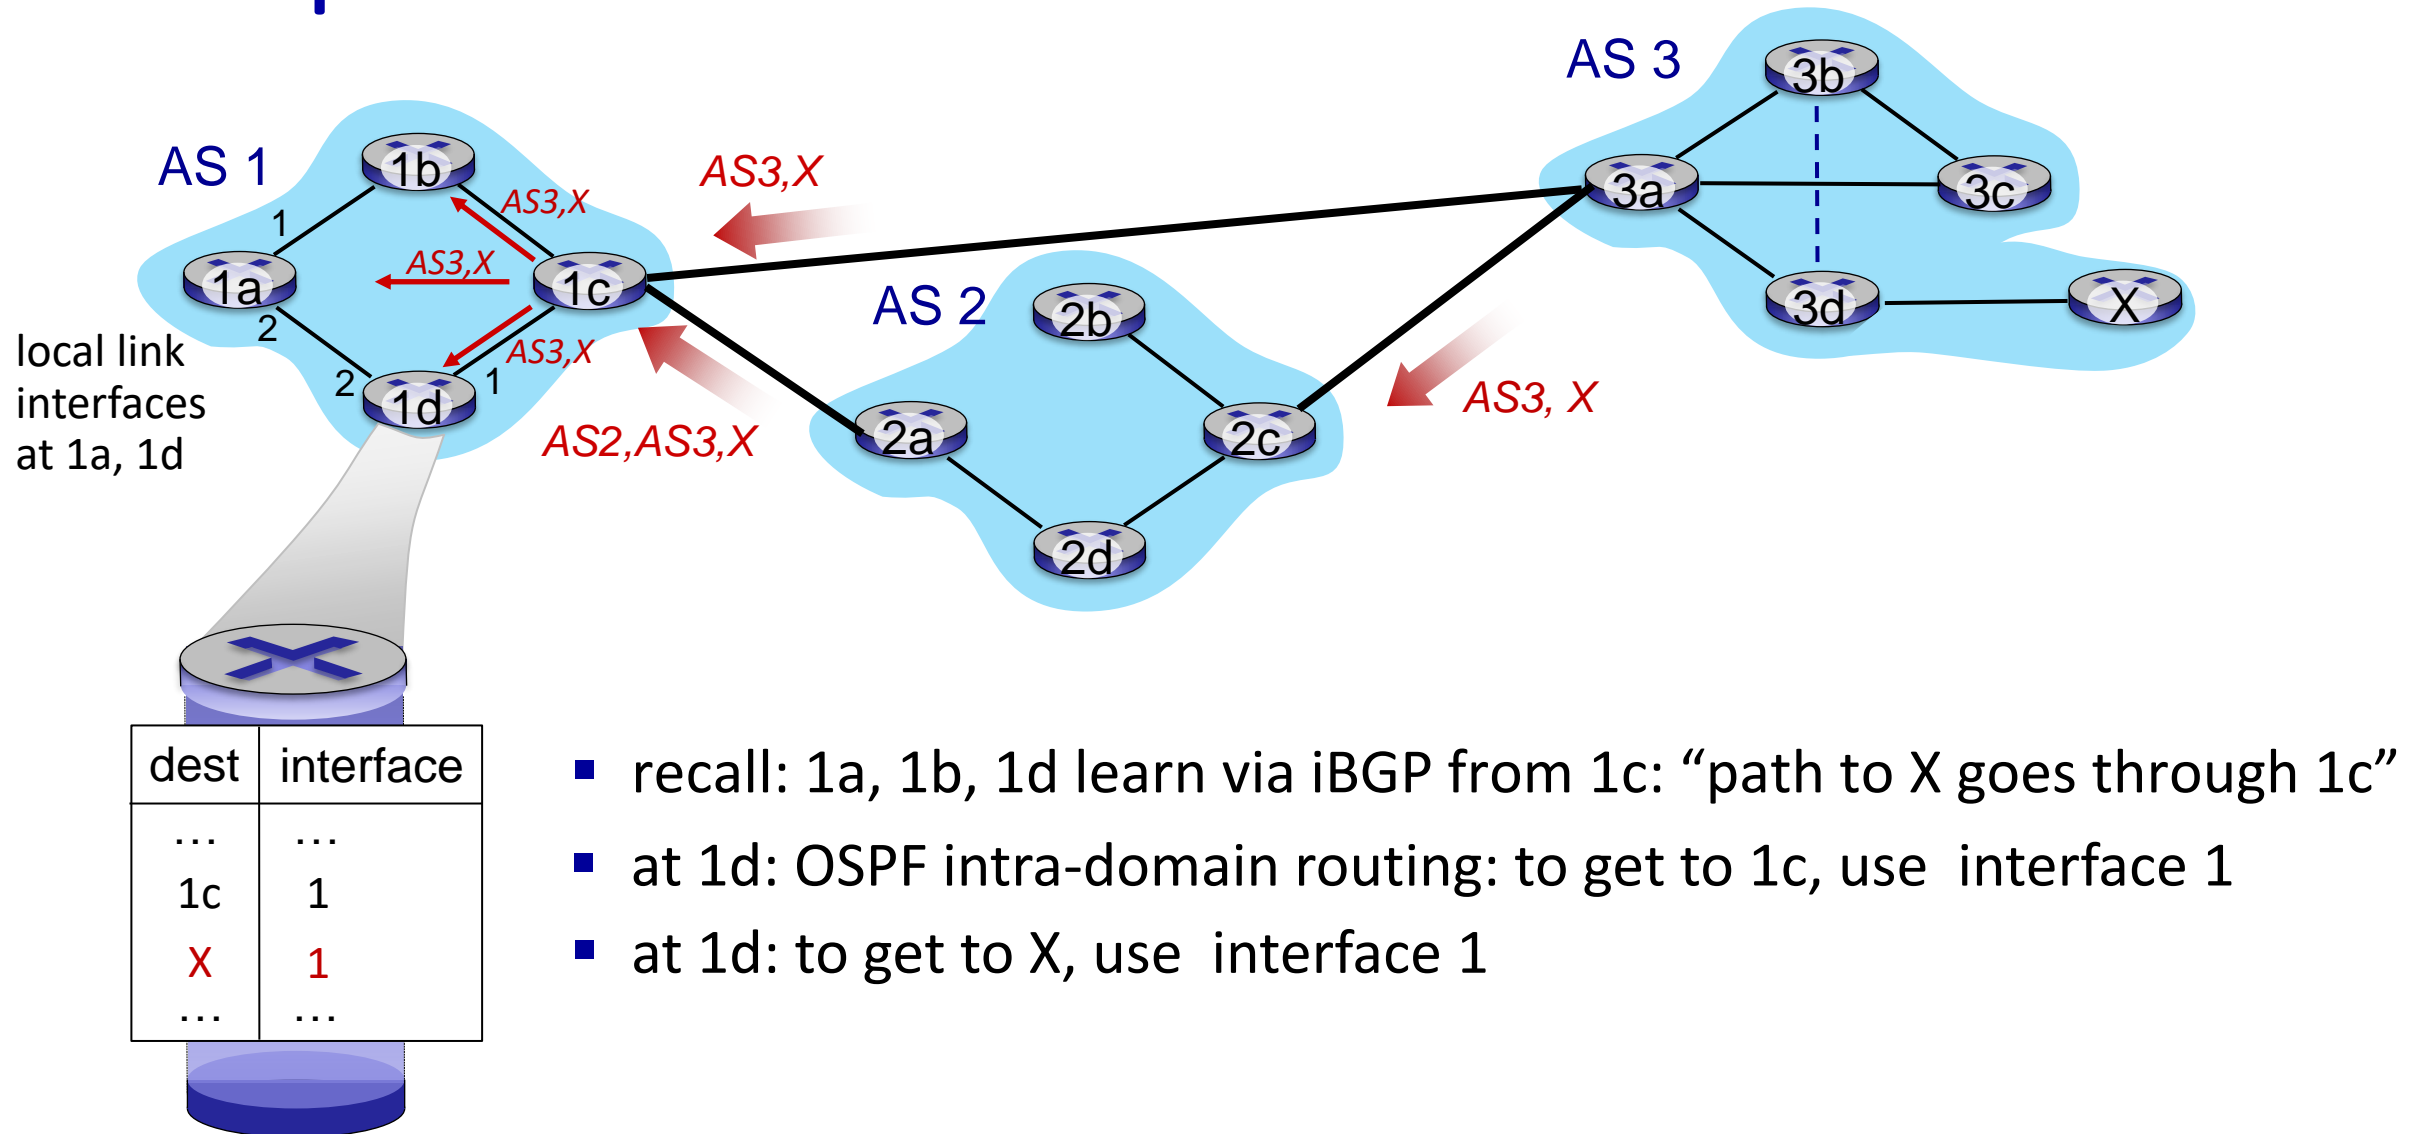 AS 3
3b
AS 1
1b
AS3,X
AS3,X
3a
3c
1
AS3,X
1a
1c
AS 2
2b
3d
X
2
local link
interfaces
at 1a, 1d
AS3,X
2
1
1d
AS3, X
AS2,AS3,X
2a
2c
2d
dest interface
... ...
1c 1
X 1
... ...
▪ recall: 1a, 1b, 1d learn via iBGP from 1c: “path to X goes through 1c”
▪ at 1d: OSPF intra-domain routing: to get to 1c, use interface 1
▪ at 1d: to get to X, use interface 1